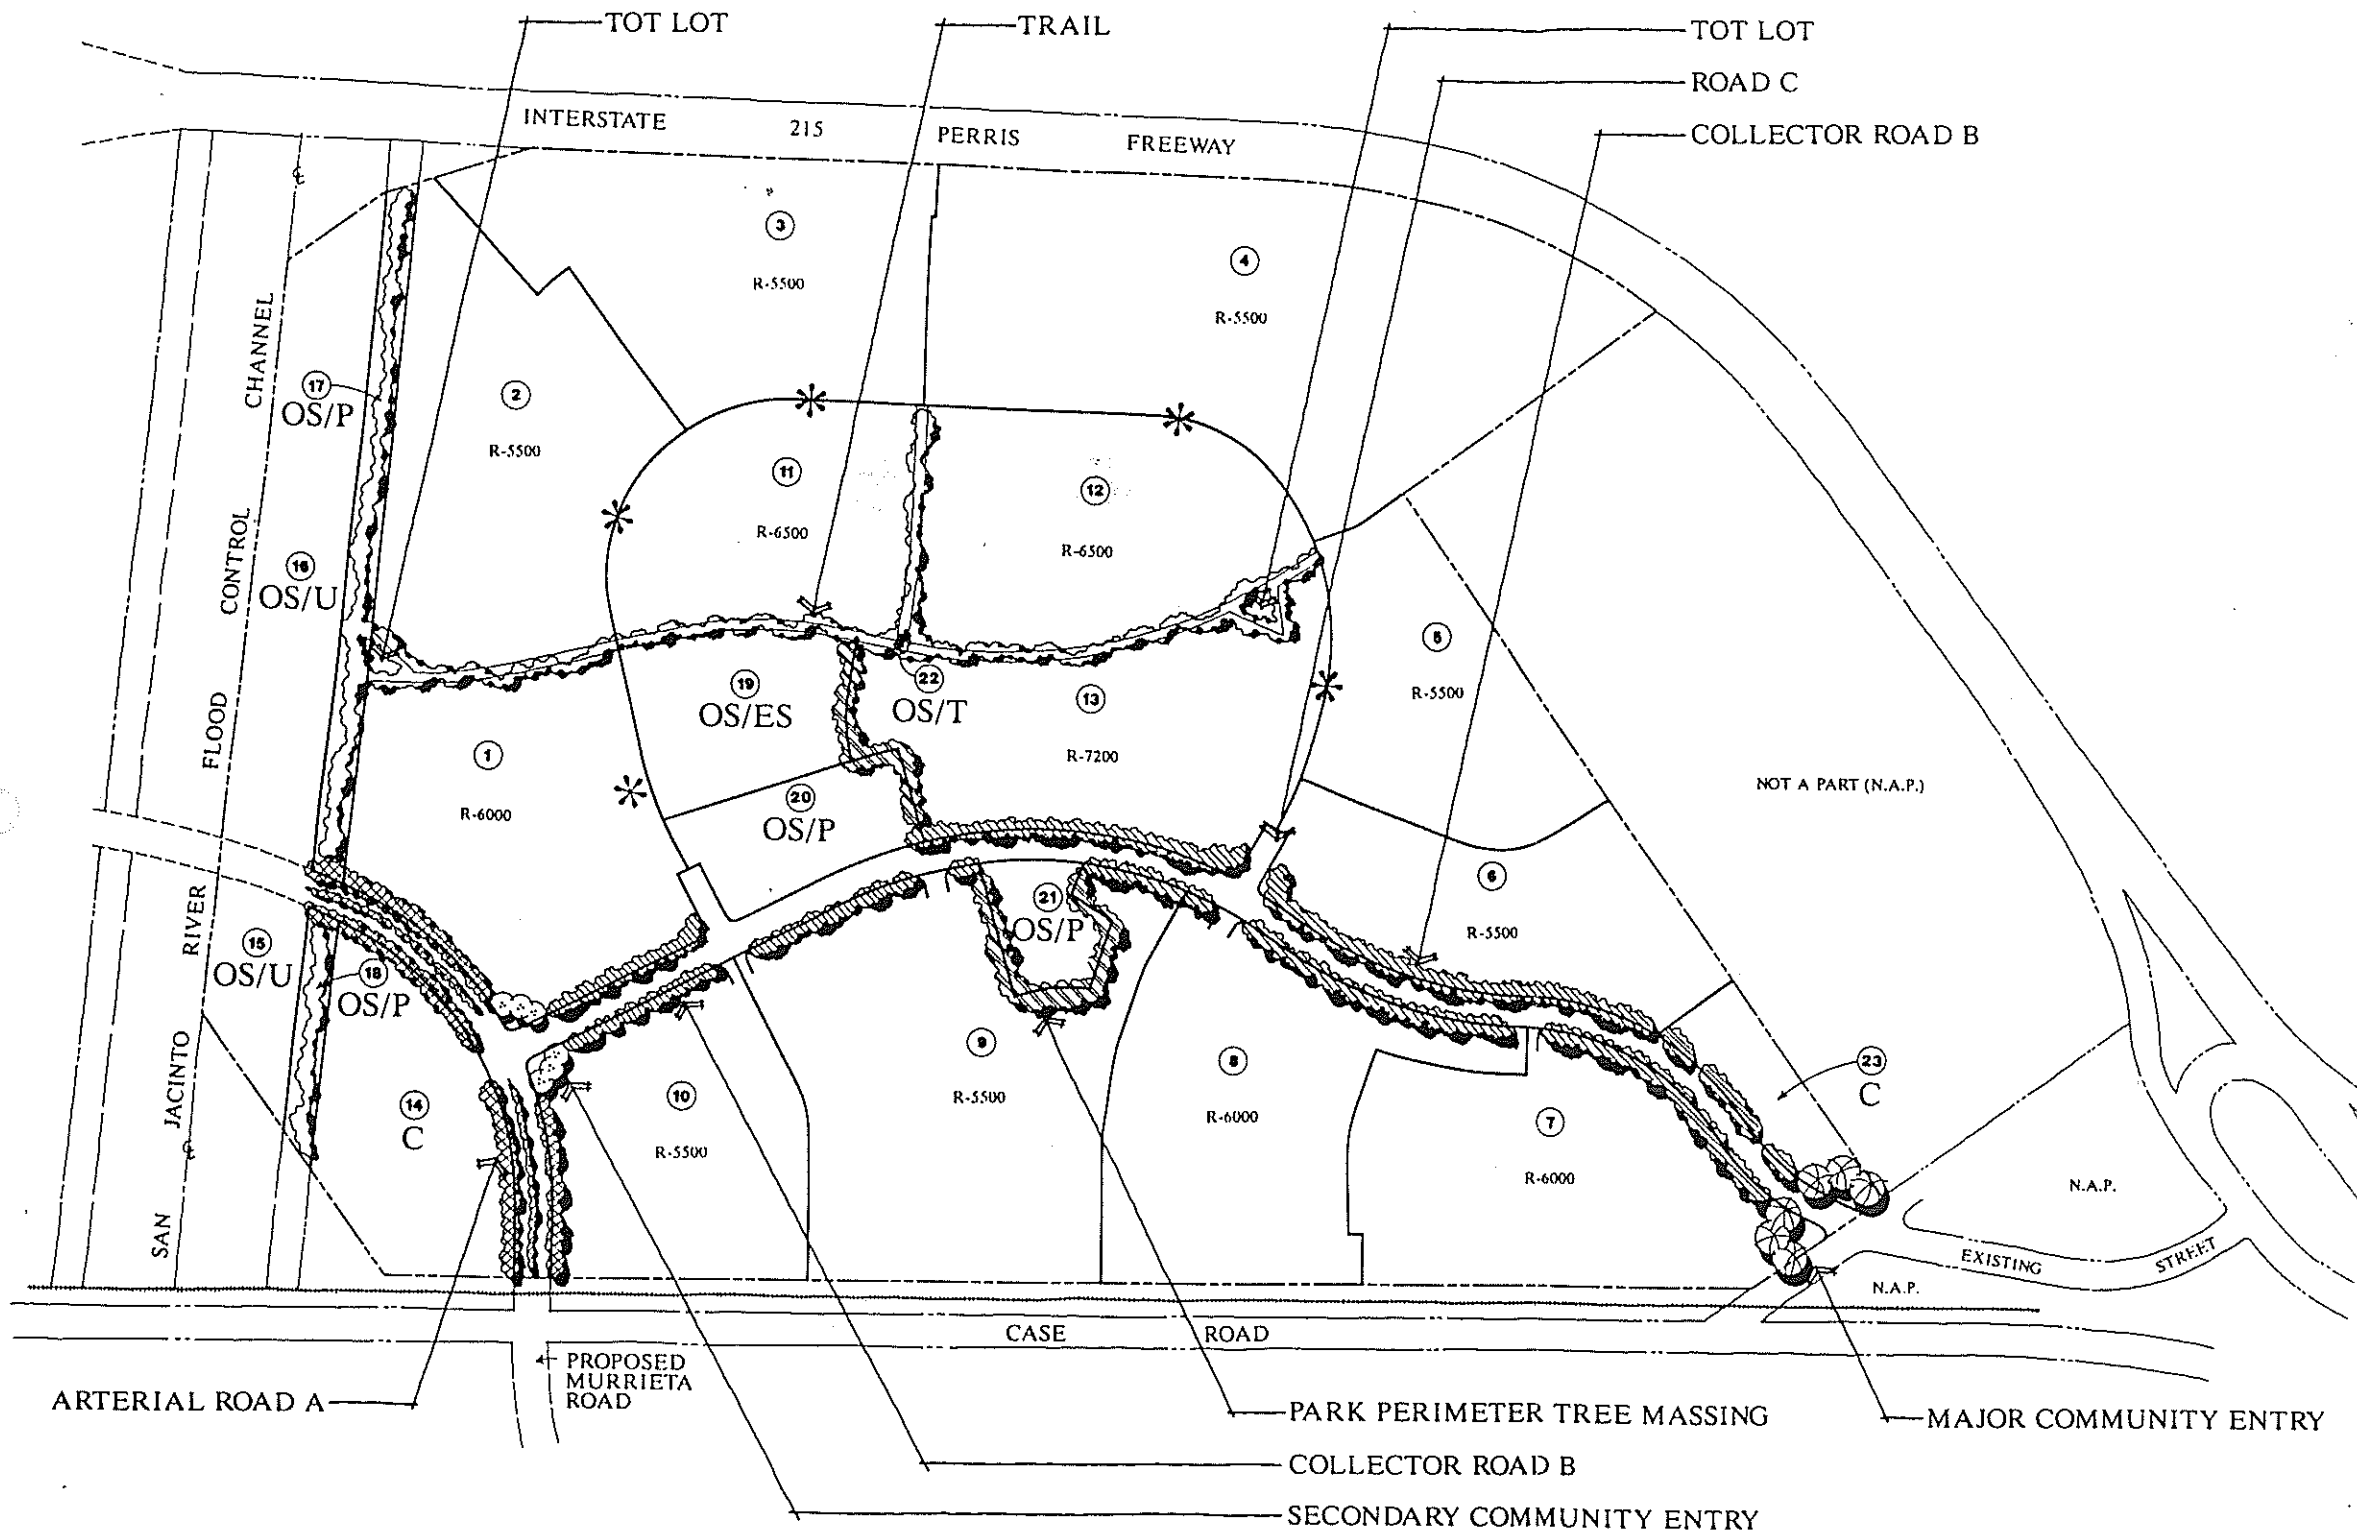 TOT LOT
TRAIL
TOT LOT
ROAD C
COLLECTOR ROAD B
INTERSTATE 215 PERRIS FREEWAY
3
R-5500
4
R-5500
17
OS/P
2
R-5500
11
R-6500
12
R-6500
16
OS/U
5
R-5500
19
OS/ES
22
OS/T
13
R-7200
1
R-6000
20
OS/P
NOT A PART (N.A.P.)
6
R-5500
21
OS/P
15
OS/U
18
OS/P
SAN JACINTO RIVER FLOOD CONTROL CHANNEL
14
C
10
R-5500
9
R-5500
8
R-6000
7
R-6000
23
C
N.A.P.
EXISTING STREET
N.A.P.
CASE ROAD
PROPOSED
MURRIETA
ROAD
ARTERIAL ROAD A
PARK PERIMETER TREE MASSING
MAJOR COMMUNITY ENTRY
COLLECTOR ROAD B
SECONDARY COMMUNITY ENTRY